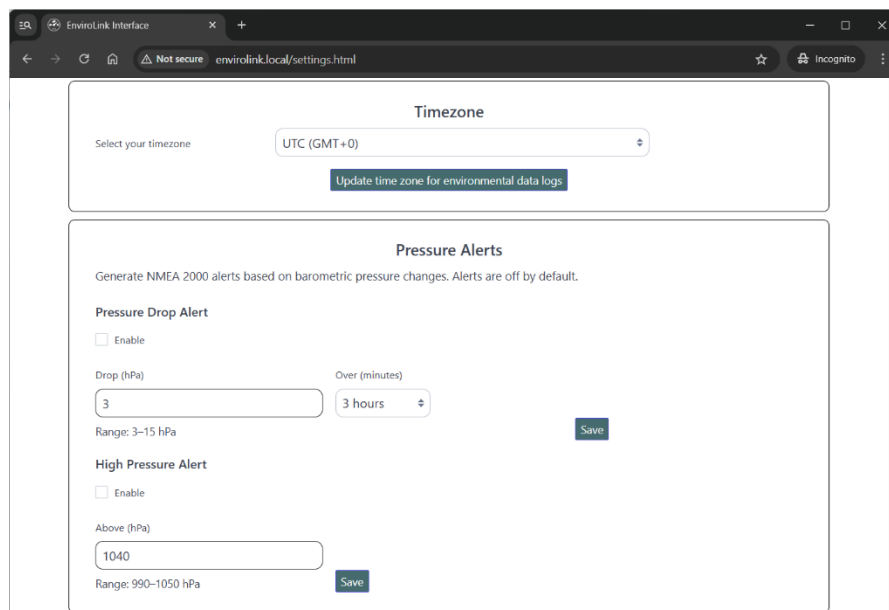 EnviroLink Interface
Not secure envirolink.local/settings.html
Incognito
Timezone
Select your timezone
UTC (GMT+0)
Update time zone for environmental data logs
Pressure Alerts
Generate NMEA 2000 alerts based on barometric pressure changes. Alerts are off by default.
Pressure Drop Alert
Enable
Drop (hPa) Over (minutes)
3 3 hours
Range: 3–15 hPa
Save
High Pressure Alert
Enable
Above (hPa)
1040
Range: 990–1050 hPa
Save